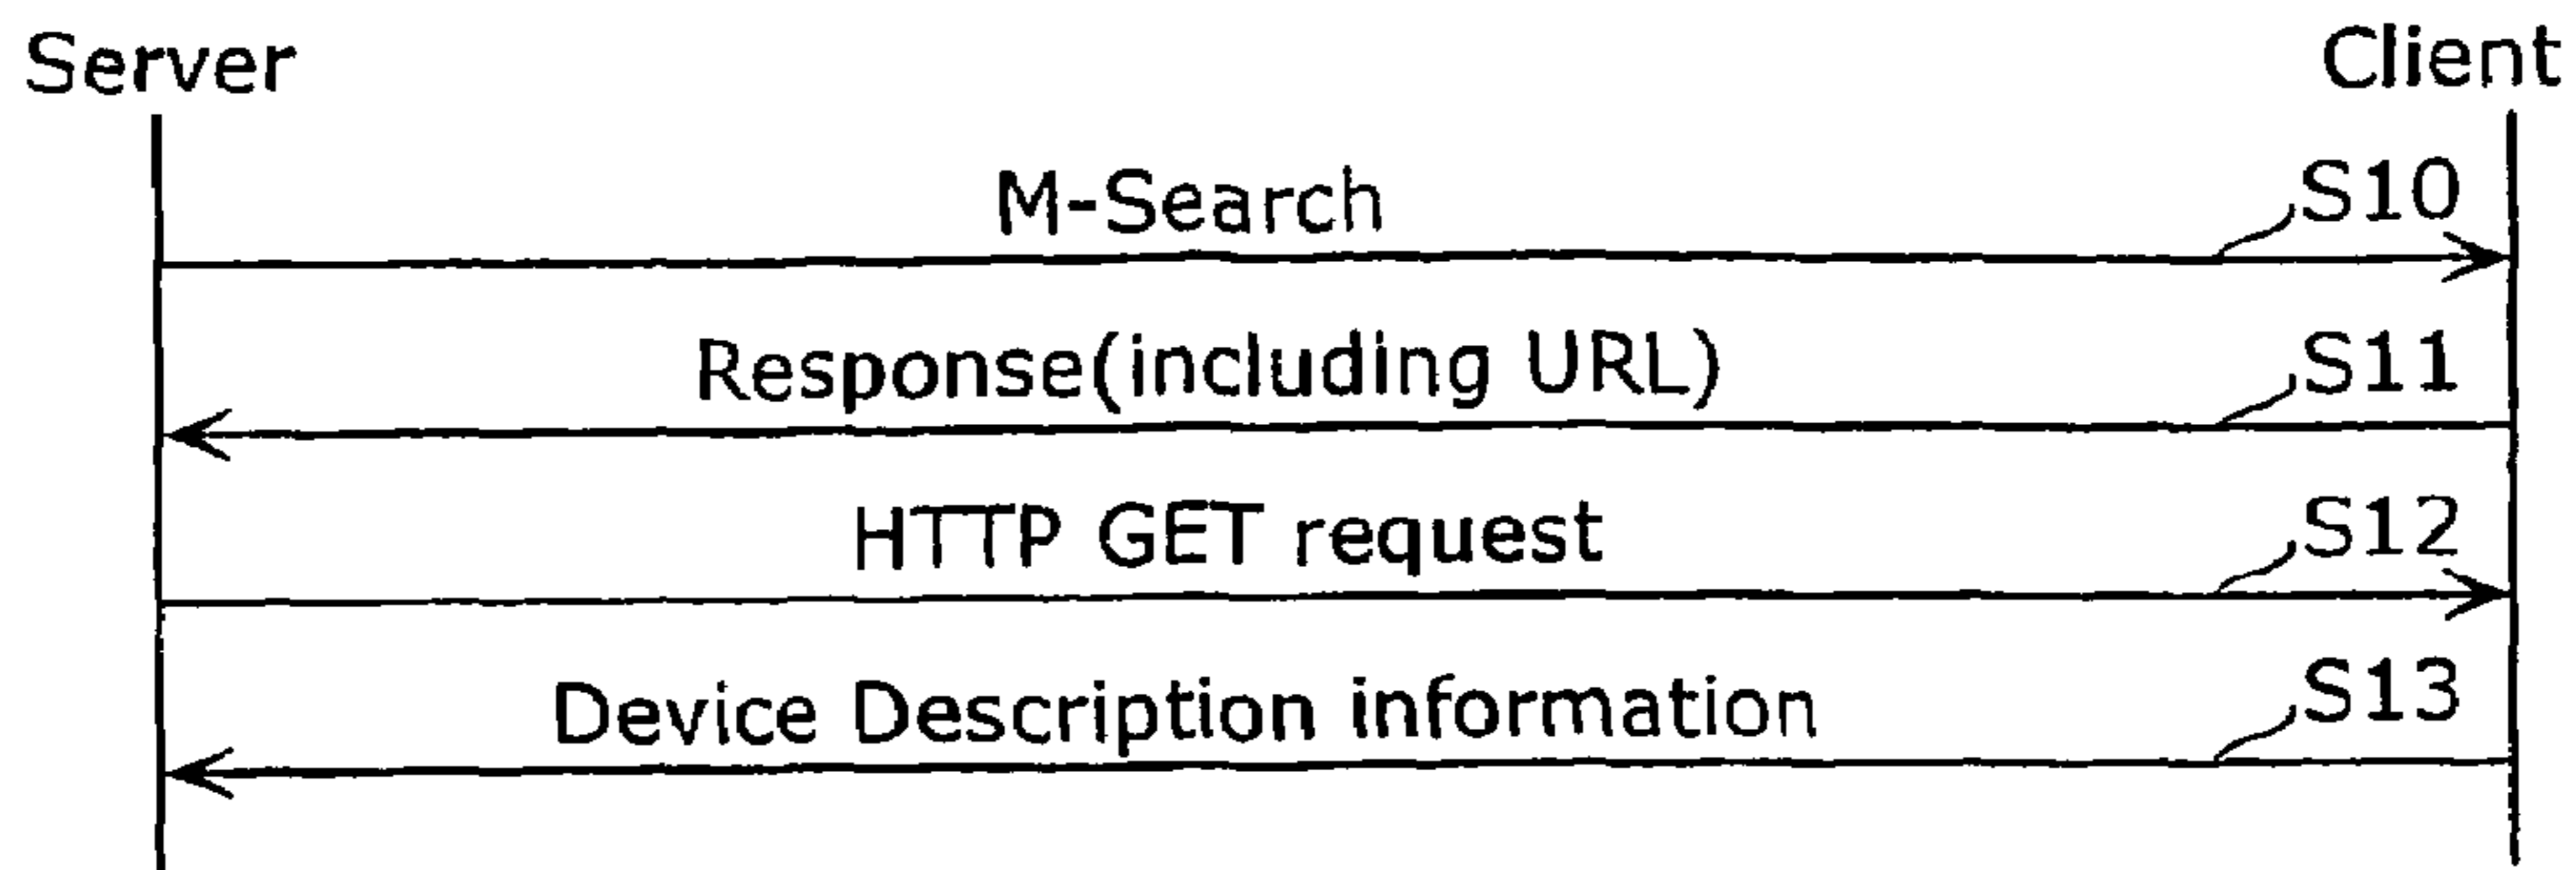 Server
Client
M-Search
S10
Response(including URL)
S11
HTTP GET request
S12
Device Description information
S13